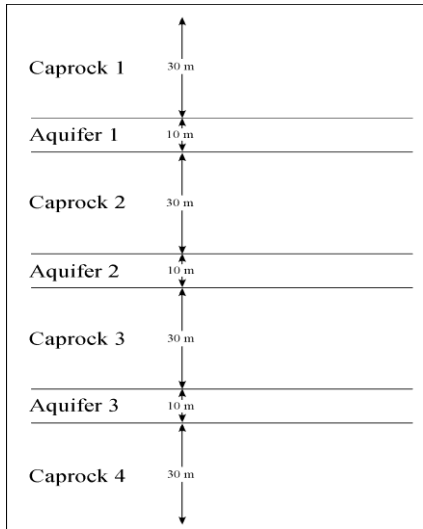 Caprock 1
30 m
Aquifer 1
10 m
Caprock 2
30 m
Aquifer 2
10 m
Caprock 3
30 m
Aquifer 3
10 m
Caprock 4
30 m